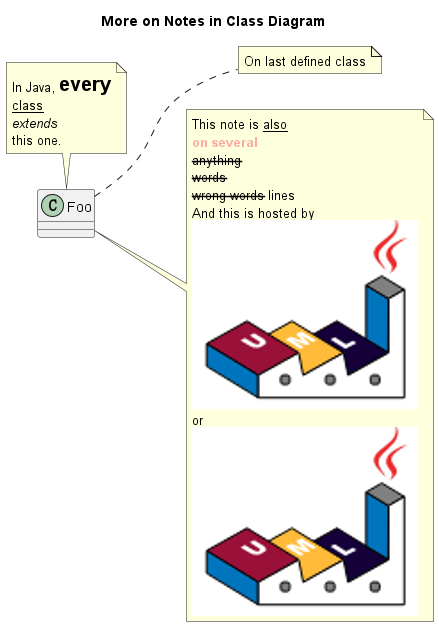 More on Notes in Class Diagram
On last defined class
In Java, every
class
extends
this one.
C Foo
This note is also
on several
anything
words
wrong words lines
And this is hosted by
U M L
or
U M L